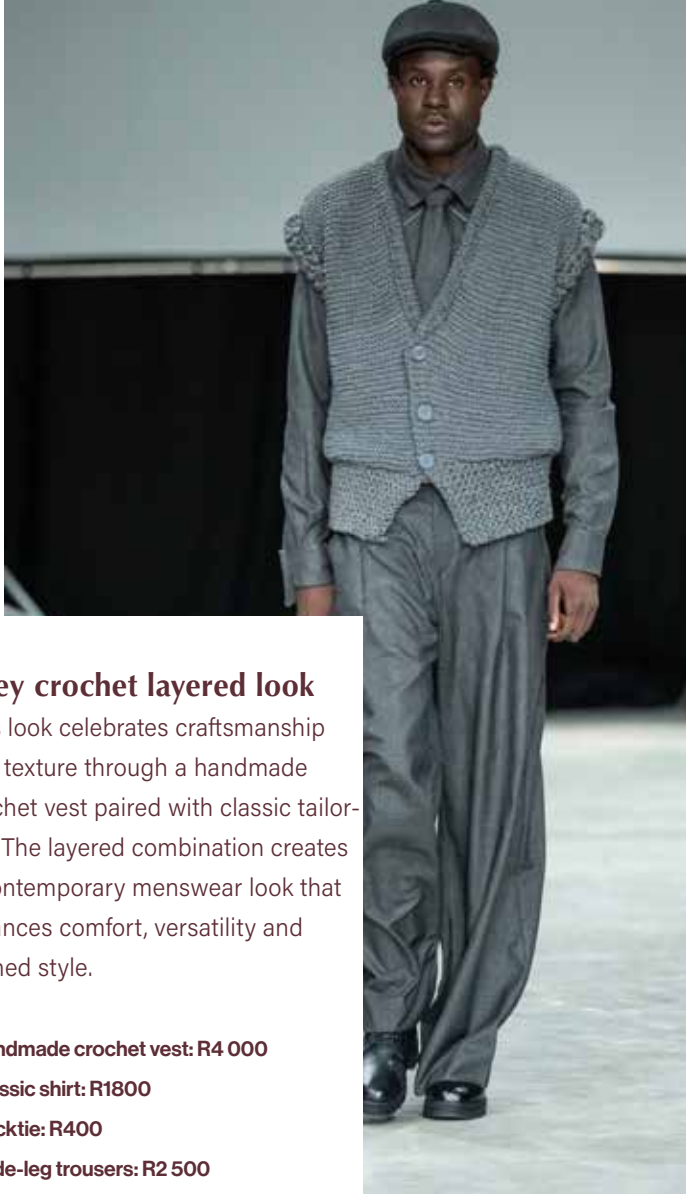 ey crochet layered look
look celebrates craftsmanship
texture through a handmade
chet vest paired with classic tailor-
The layered combination creates
ontemporary menswear look that
ances comfort, versatility and
ned style.
ndmade crochet vest: R4 000
ssic shirt: R1800
cktie: R400
de-leg trousers: R2 500